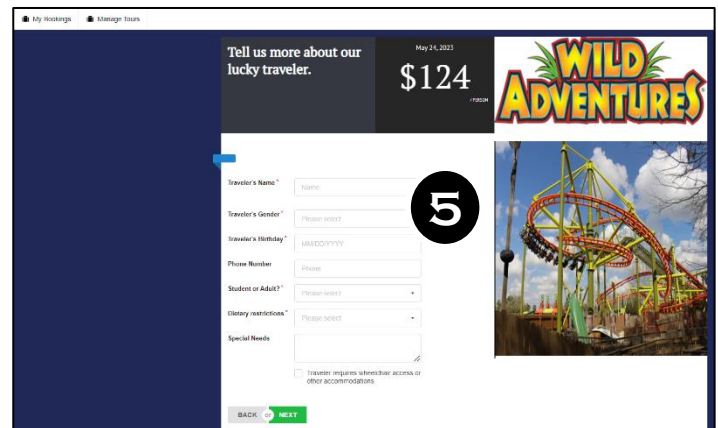 My Bookings Manage Tours
Tell us more about our
lucky traveler.
May 24, 2023
$124
/ PERSON
WILD
ADVENTURES
5
Traveler's Name *
Name
Traveler's Gender *
Please select
Traveler's Birthday *
MM/DD/YYYY
Phone Number
Phone
Student or Adult? *
Please select
Dietary restrictions *
Please select
Special Needs
Traveler requires wheelchair access or
other accommodations
BACK or NEXT